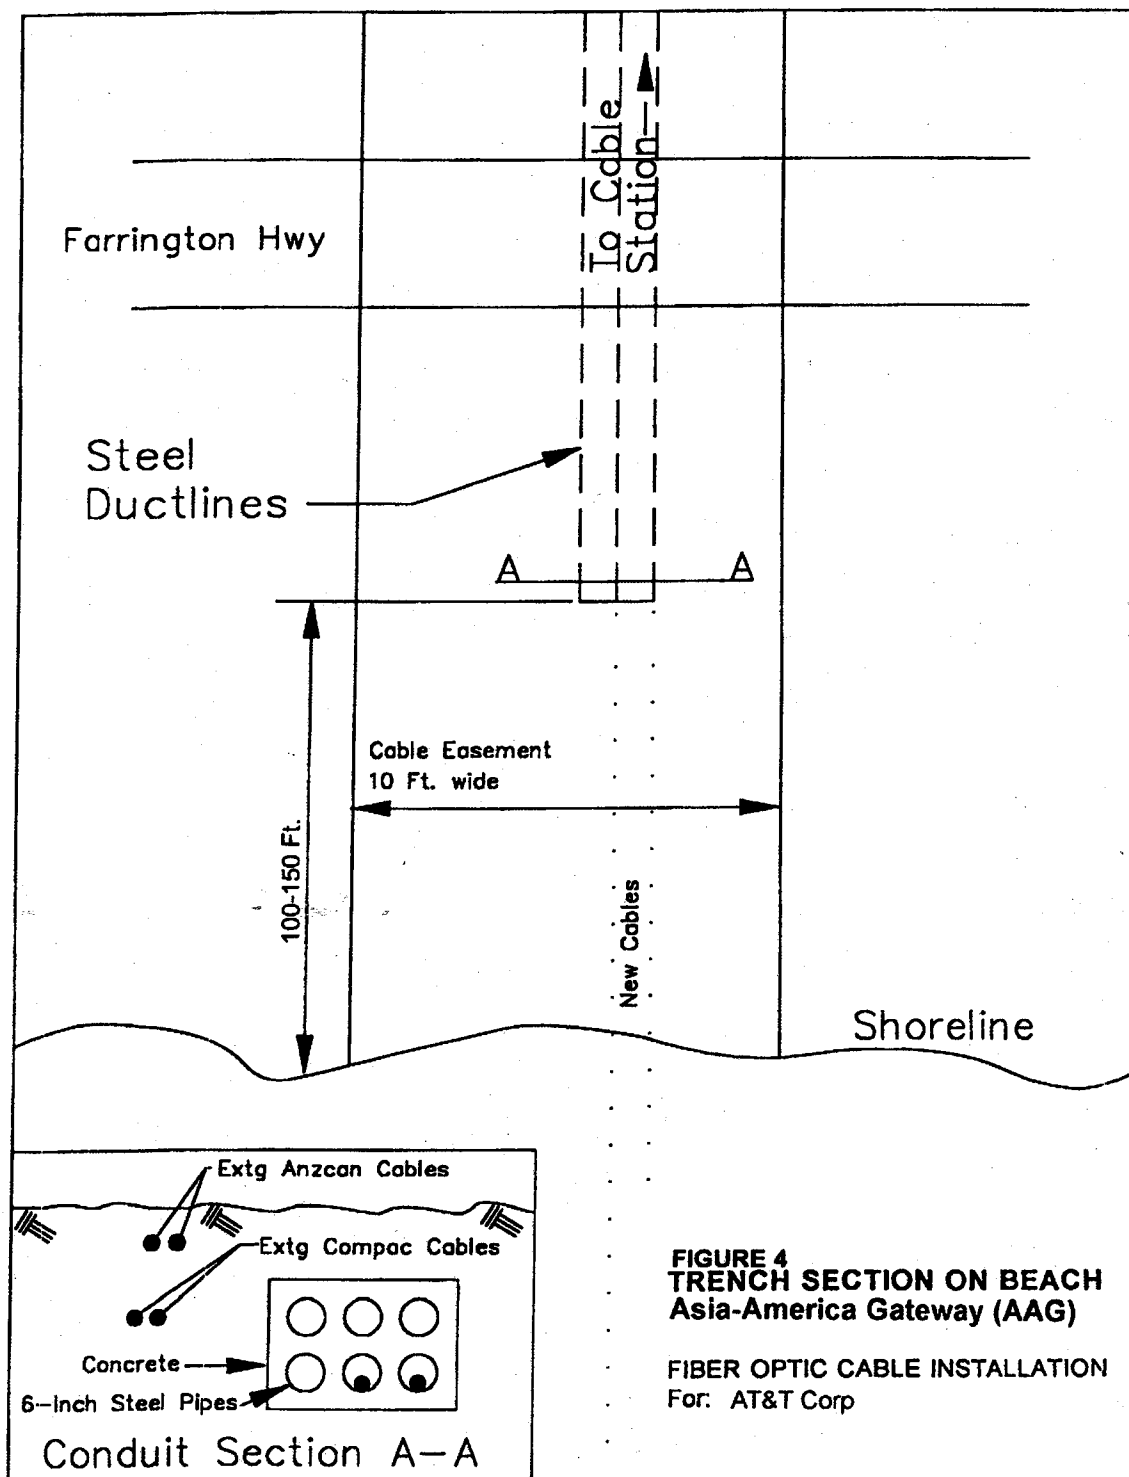 To Cable
Station
Farrington Hwy
Steel
Ductlines
A A
Cable Easement
10 Ft. wide
100-150 Ft.
New Cables
Shoreline
Extg Anzcan Cables
Extg Compac Cables
Concrete
6-Inch Steel Pipes
Conduit Section A-A
FIGURE 4
TRENCH SECTION ON BEACH
Asia-America Gateway (AAG)
FIBER OPTIC CABLE INSTALLATION
For: AT&T Corp